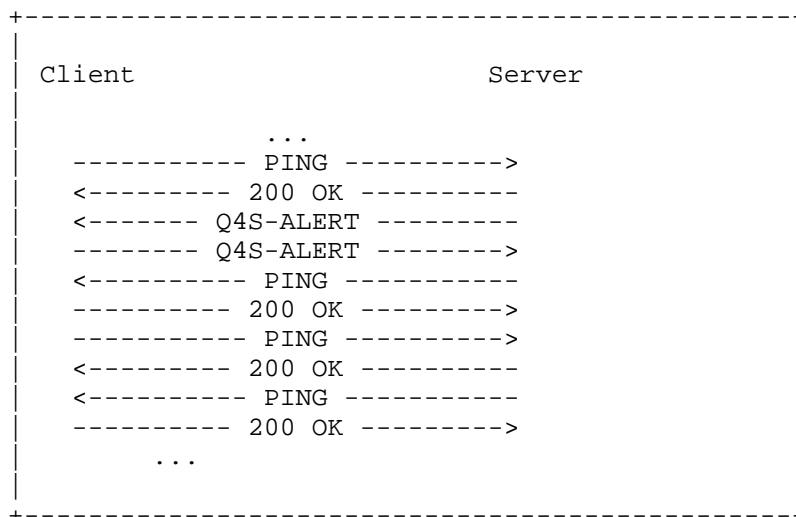 +------------------------------------------------
|
| Client                            Server
|
|
|               ...
|   ----------- PING ---------->
|   <--------- 200 OK ----------
|   <------- Q4S-ALERT ---------
|   -------- Q4S-ALERT -------->
|   <---------- PING -----------
|   ---------- 200 OK --------->
|   ----------- PING ---------->
|   <--------- 200 OK ----------
|   <---------- PING -----------
|   ---------- 200 OK --------->
|        ...
|
+------------------------------------------------